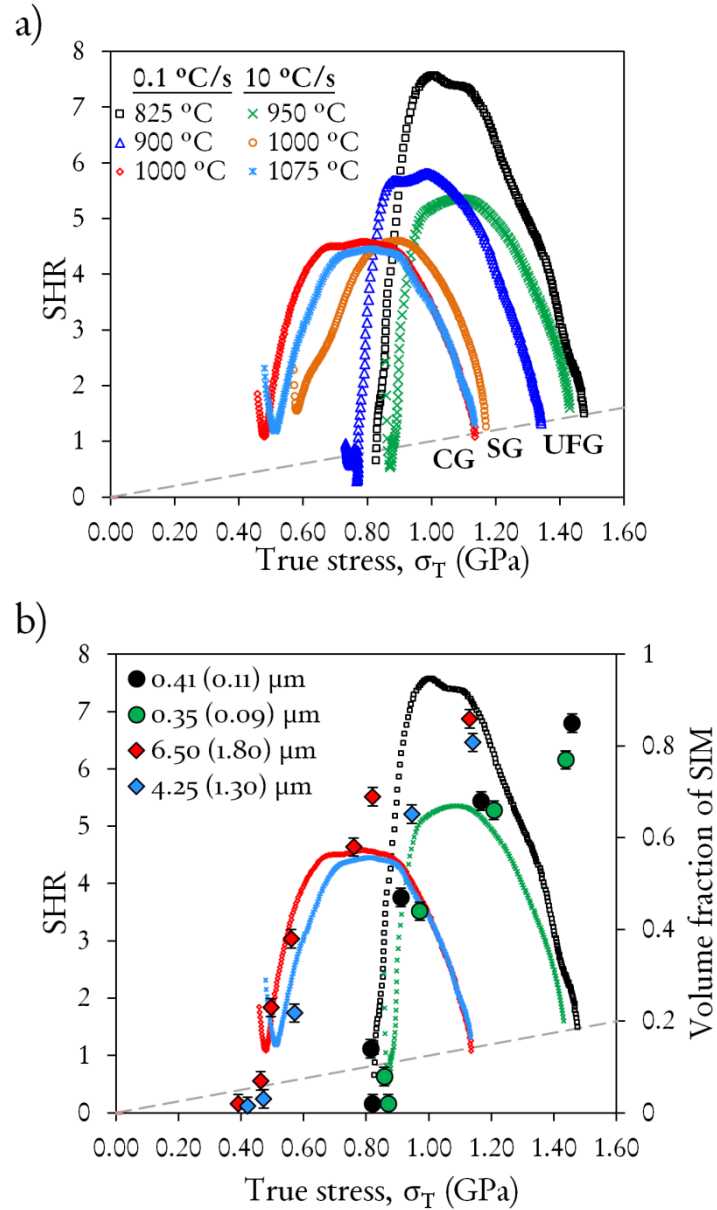 a)
8
7
6
5
4
3
2
1
0
SHR
0.1 ºC/s 10 ºC/s
825 ºC 950 ºC
900 ºC 1000 ºC
1000 ºC 1075 ºC
CG SG UFG
0.00 0.20 0.40 0.60 0.80 1.00 1.20 1.40 1.60
True stress, σT (GPa)
b)
8
7
6
5
4
3
2
1
0
SHR
0.41 (0.11) µm
0.35 (0.09) µm
6.50 (1.80) µm
4.25 (1.30) µm
1
0.8
0.6
0.4
0.2
0
Volume fraction of SIM
0.00 0.20 0.40 0.60 0.80 1.00 1.20 1.40 1.60
True stress, σT (GPa)